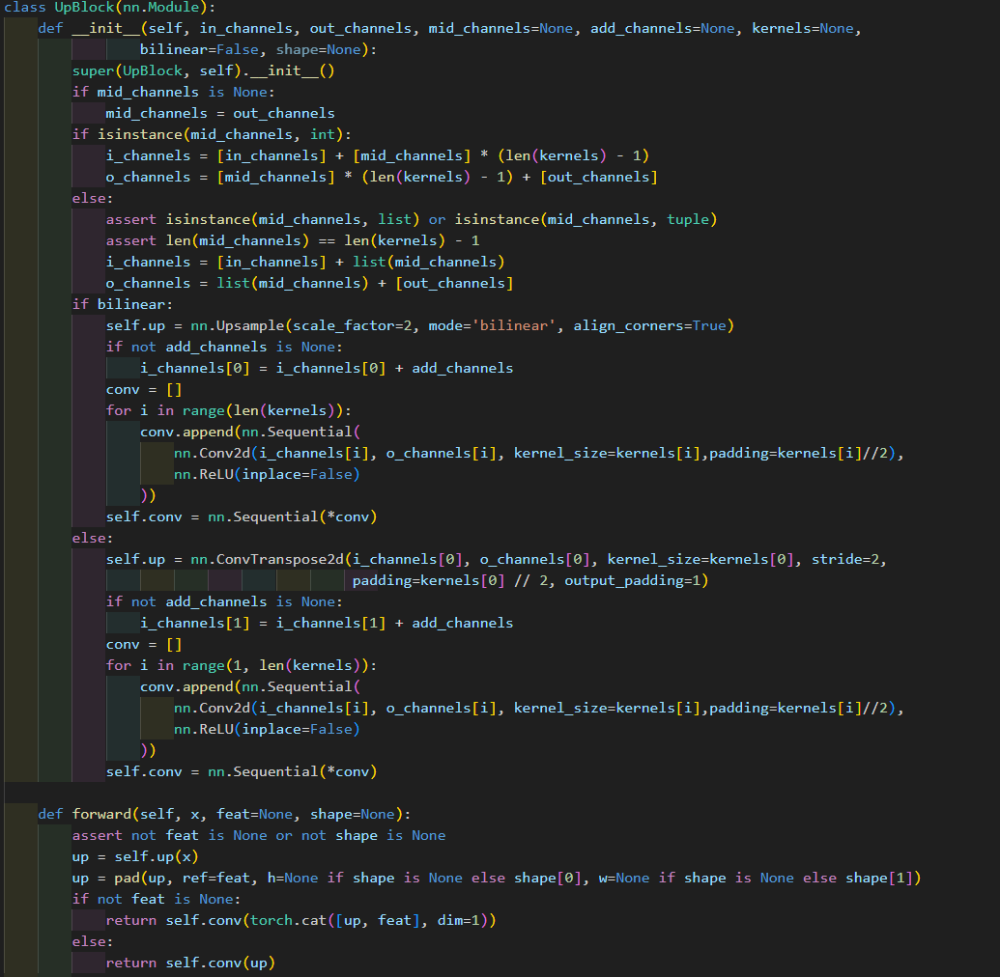 class UpBlock(nn.Module):
    def __init__(self, in_channels, out_channels, mid_channels=None, add_channels=None, kernels=None,
                bilinear=False, shape=None):
        super(UpBlock, self).__init__()
        if mid_channels is None:
            mid_channels = out_channels
        if isinstance(mid_channels, int):
            i_channels = [in_channels] + [mid_channels] * (len(kernels) - 1)
            o_channels = [mid_channels] * (len(kernels) - 1) + [out_channels]
        else:
            assert isinstance(mid_channels, list) or isinstance(mid_channels, tuple)
            assert len(mid_channels) == len(kernels) - 1
            i_channels = [in_channels] + list(mid_channels)
            o_channels = list(mid_channels) + [out_channels]
        if bilinear:
            self.up = nn.Upsample(scale_factor=2, mode='bilinear', align_corners=True)
            if not add_channels is None:
                i_channels[0] = i_channels[0] + add_channels
            conv = []
            for i in range(len(kernels)):
                conv.append(nn.Sequential(
                    nn.Conv2d(i_channels[i], o_channels[i], kernel_size=kernels[i],padding=kernels[i]//2),
                    nn.ReLU(inplace=False)
                ))
            self.conv = nn.Sequential(*conv)
        else:
            self.up = nn.ConvTranspose2d(i_channels[0], o_channels[0], kernel_size=kernels[0], stride=2,
                                         padding=kernels[0] // 2, output_padding=1)
            if not add_channels is None:
                i_channels[1] = i_channels[1] + add_channels
            conv = []
            for i in range(1, len(kernels)):
                conv.append(nn.Sequential(
                    nn.Conv2d(i_channels[i], o_channels[i], kernel_size=kernels[i],padding=kernels[i]//2),
                    nn.ReLU(inplace=False)
                ))
            self.conv = nn.Sequential(*conv)

    def forward(self, x, feat=None, shape=None):
        assert not feat is None or not shape is None
        up = self.up(x)
        up = pad(up, ref=feat, h=None if shape is None else shape[0], w=None if shape is None else shape[1])
        if not feat is None:
            return self.conv(torch.cat([up, feat], dim=1))
        else:
            return self.conv(up)